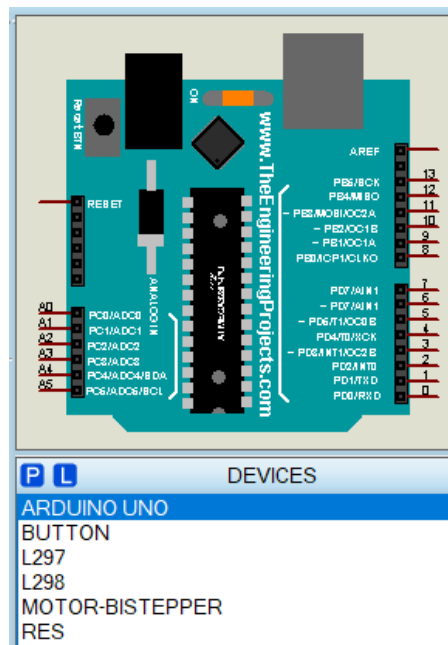 ResetBTN
ON
www.TheEngineeringProjects.com
AREF
RESET
PB5/SCK
13
PB4/MISO
12
~ PB3/MOSI/OC2A
11
~ PB2/OC1B
10
~ PB1/OC1A
9
PB0/ICP1/CLKO
8
ANALOG IN
A0
PC0/ADC0
A1
PC1/ADC1
A2
PC2/ADC2
A3
PC3/ADC3
A4
PC4/ADC4/SDA
A5
PC5/ADC5/SCL
PD7/AIN1
7
~ PD7/AIN1
6
~ PD5/T1/OC0B
5
PD4/T0/XCK
4
~ PD3/INT1/OC2B
3
PD2/INT0
2
PD1/TXD
1
PD0/RXD
0
P L DEVICES
ARDUINO UNO
BUTTON
L297
L298
MOTOR-BISTEPPER
RES